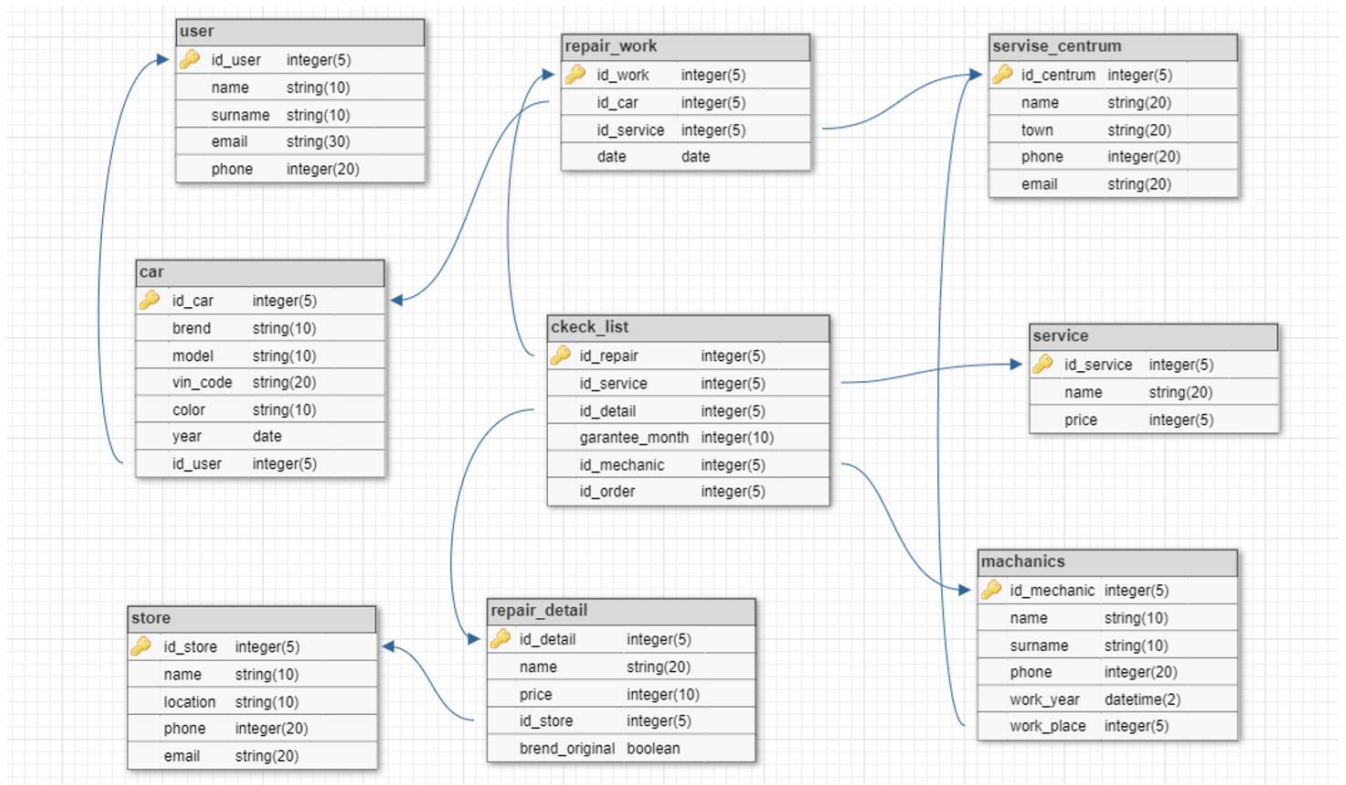 user
id_user integer(5)
name string(10)
surname string(10)
email string(30)
phone integer(20)
repair_work
id_work integer(5)
id_car integer(5)
id_service integer(5)
date date
servise_centrum
id_centrum integer(5)
name string(20)
town string(20)
phone integer(20)
email string(20)
car
id_car integer(5)
brend string(10)
model string(10)
vin_code string(20)
color string(10)
year date
id_user integer(5)
ckeck_list
id_repair integer(5)
id_service integer(5)
id_detail integer(5)
garantee_month integer(10)
id_mechanic integer(5)
id_order integer(5)
service
id_service integer(5)
name string(20)
price integer(5)
store
id_store integer(5)
name string(10)
location string(10)
phone integer(20)
email string(20)
repair_detail
id_detail integer(5)
name string(20)
price integer(10)
id_store integer(5)
brend_original boolean
machanics
id_mechanic integer(5)
name string(10)
surname string(10)
phone integer(20)
work_year datetime(2)
work_place integer(5)